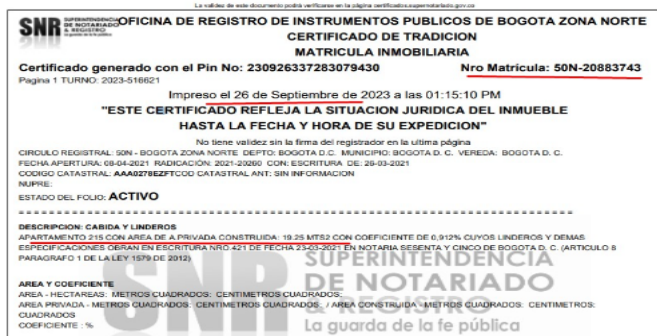 La validez de este documento podrá verificarse en la página certificados.supernotariado.gov.co
SNR SUPERINTENDENCIA DE NOTARIADO & REGISTRO La guarda de la fe pública
OFICINA DE REGISTRO DE INSTRUMENTOS PUBLICOS DE BOGOTA ZONA NORTE
CERTIFICADO DE TRADICION
MATRICULA INMOBILIARIA
Certificado generado con el Pin No: 230926337283079430 Nro Matrícula: 50N-20883743
Pagina 1 TURNO: 2023-516621
Impreso el 26 de Septiembre de 2023 a las 01:15:10 PM
"ESTE CERTIFICADO REFLEJA LA SITUACION JURIDICA DEL INMUEBLE
HASTA LA FECHA Y HORA DE SU EXPEDICION"
No tiene validez sin la firma del registrador en la ultima página
CIRCULO REGISTRAL: 50N - BOGOTA ZONA NORTE DEPTO: BOGOTA D.C. MUNICIPIO: BOGOTA D. C. VEREDA: BOGOTA D. C.
FECHA APERTURA: 08-04-2021 RADICACIÓN: 2021-20260 CON: ESCRITURA DE: 26-03-2021
CODIGO CATASTRAL: AAA0278EZFTCOD CATASTRAL ANT: SIN INFORMACION
NUPRE:
ESTADO DEL FOLIO: ACTIVO
DESCRIPCION: CABIDA Y LINDEROS
APARTAMENTO 215 CON AREA DE A PRIVADA CONSTRUIDA: 19.25 MTS2 CON COEFICIENTE DE 0,912% CUYOS LINDEROS Y DEMAS
ESPECIFICACIONES OBRAN EN ESCRITURA NRO.421 DE FECHA 23-03-2021 EN NOTARIA SESENTA Y CINCO DE BOGOTA D. C. (ARTICULO 8
PARAGRAFO 1 DE LA LEY 1579 DE 2012)
SNR SUPERINTENDENCIA
DE NOTARIADO
& REGISTRO
La guarda de la fe pública
AREA Y COEFICIENTE
AREA - HECTAREAS: METROS CUADRADOS: CENTIMETROS CUADRADOS:
AREA PRIVADA - METROS CUADRADOS: CENTIMETROS CUADRADOS: / AREA CONSTRUIDA - METROS CUADRADOS: CENTIMETROS:
CUADRADOS
COEFICIENTE : %